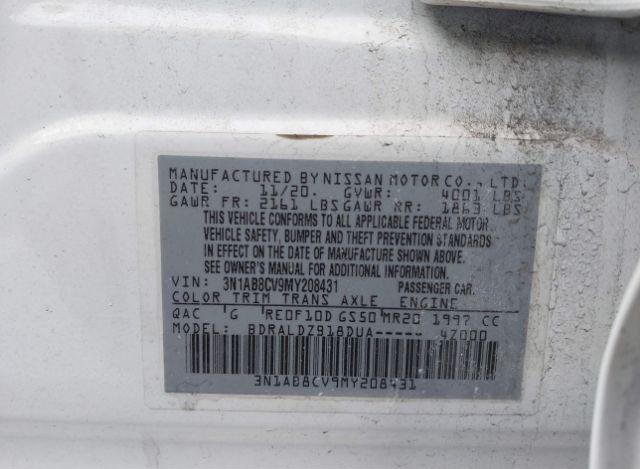 MANUFACTURED BY NISSAN MOTOR CO., LTD.
DATE: 11/20. GVWR: 4001 LBS
GAWR FR: 2161 LBS GAWR RR: 1863 LBS
THIS VEHICLE CONFORMS TO ALL APPLICABLE FEDERAL MOTOR
VEHICLE SAFETY, BUMPER AND THEFT PREVENTION STANDARDS
IN EFFECT ON THE DATE OF MANUFACTURE SHOWN ABOVE.
SEE OWNER'S MANUAL FOR ADDITIONAL INFORMATION.
VIN: 3N1AB8CV9MY208431 PASSENGER CAR.
COLOR TRIM TRANS AXLE ENGINE
QAC G RE0F10D GS50 MR20 1997 CC
MODEL: BDRALDZ918DUA----- 47000
3N1AB8CV9MY208431